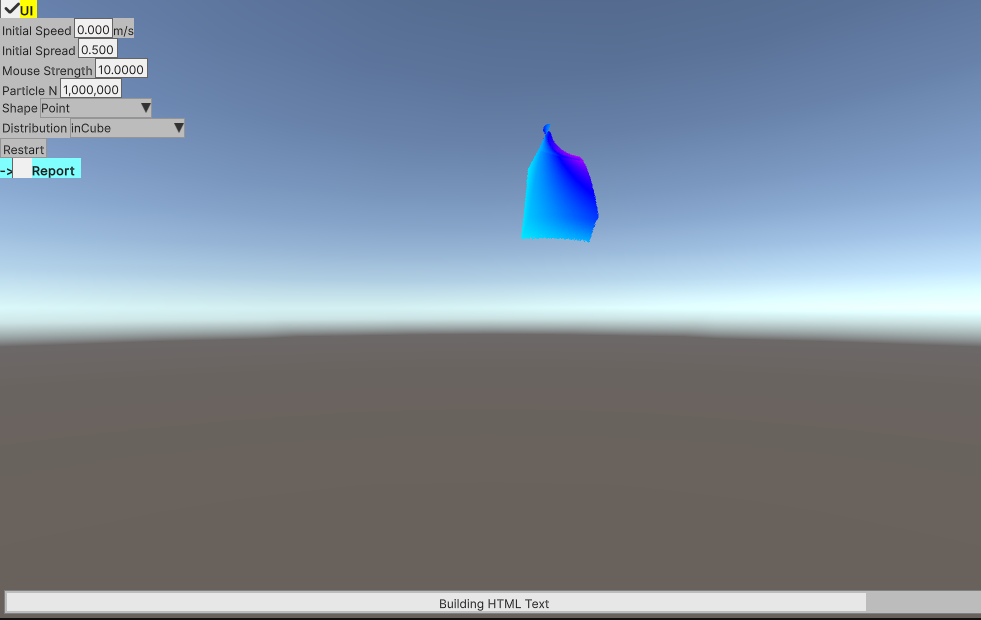 UI
Initial Speed 0.000 m/s
Initial Spread 0.500
Mouse Strength 10.0000
Particle N 1,000,000
Shape Point
Distribution inCube
Restart
-> Report
Building HTML Text